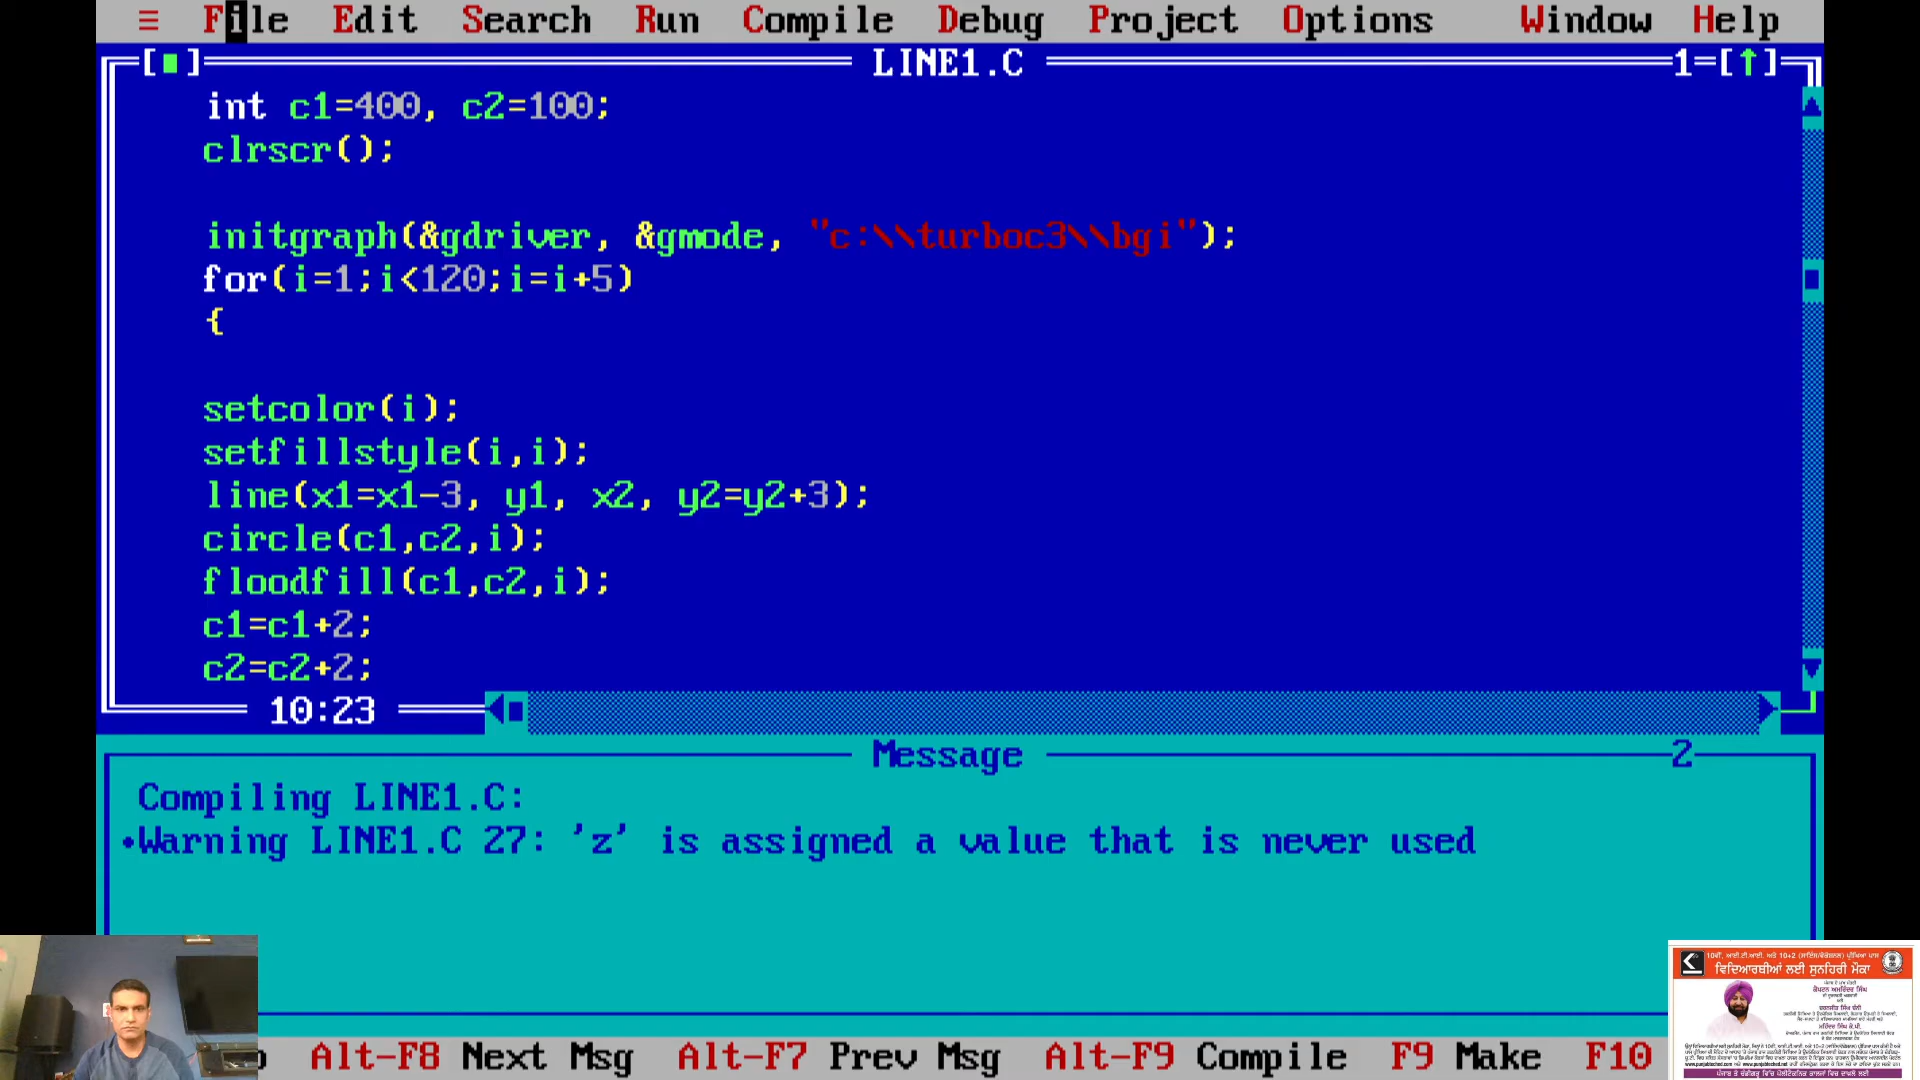 ≡ File Edit Search Run Compile Debug Project Options Window Help
[■] LINE1.C 1=[↑]
int c1=400, c2=100;
clrscr();
initgraph(&gdriver, &gmode, "c:\\turboc3\\bgi");
for(i=1;i<120;i=i+5)
{
setcolor(i);
setfillstyle(i,i);
line(x1=x1-3, y1, x2, y2=y2+3);
circle(c1,c2,i);
floodfill(c1,c2,i);
c1=c1+2;
c2=c2+2;
10:23
Message 2
Compiling LINE1.C:
•Warning LINE1.C 27: 'z' is assigned a value that is never used
Alt-F8 Next Msg Alt-F7 Prev Msg Alt-F9 Compile F9 Make F10
ਵਿਦਿਆਰਥੀਆਂ ਲਈ ਸੁਨਹਿਰੀ ਮੌਕਾ